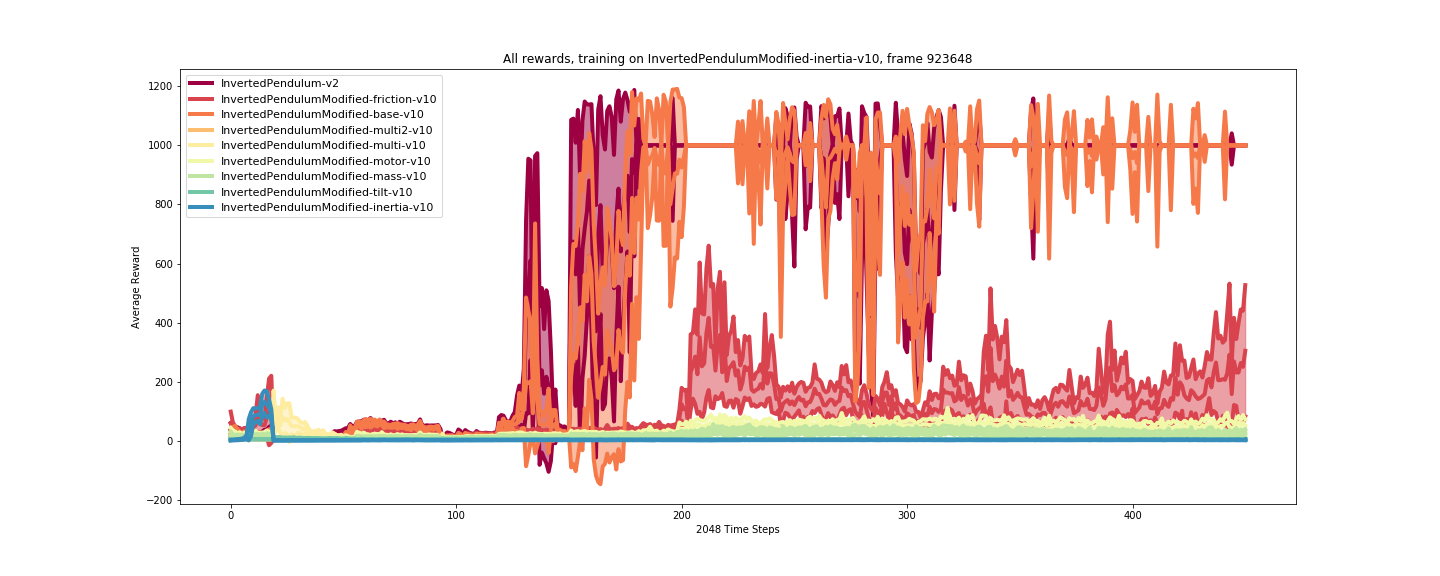 All rewards, training on InvertedPendulumModified-inertia-v10, frame 923648
InvertedPendulum-v2
InvertedPendulumModified-friction-v10
InvertedPendulumModified-base-v10
InvertedPendulumModified-multi2-v10
InvertedPendulumModified-multi-v10
InvertedPendulumModified-motor-v10
InvertedPendulumModified-mass-v10
InvertedPendulumModified-tilt-v10
InvertedPendulumModified-inertia-v10
Average Reward
1200
1000
800
600
400
200
0
−200
0 100 200 300 400
2048 Time Steps